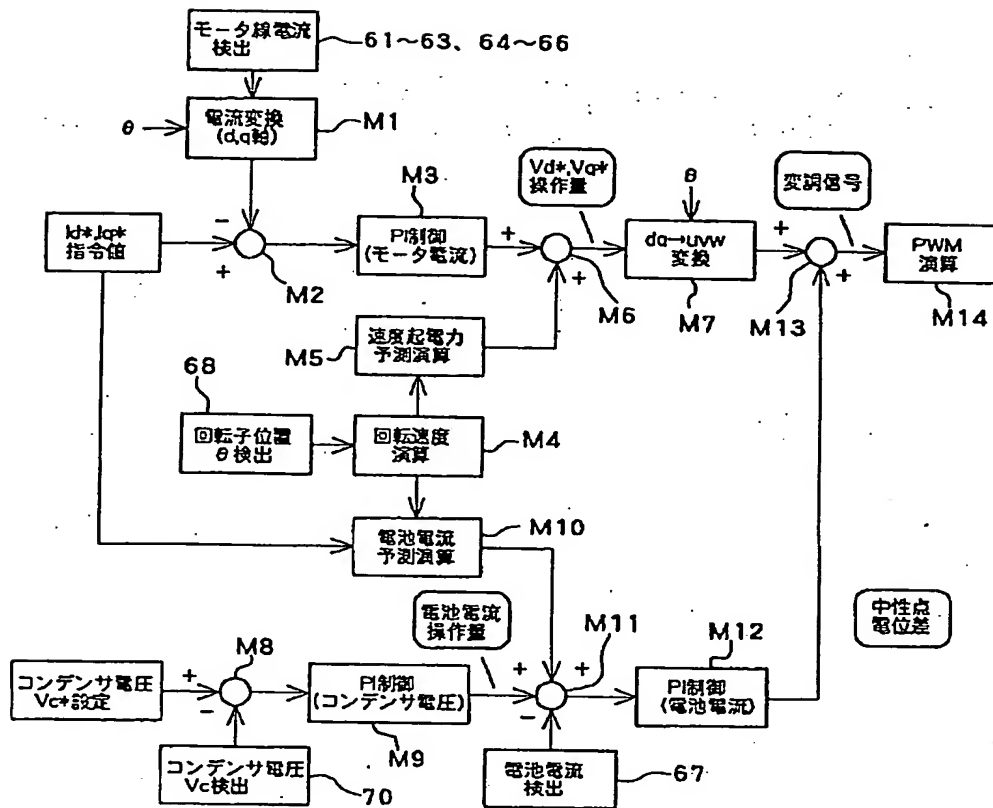 モータ線電流
検出
61～63、64～66
θ
電流変換
(d,q軸)
M1
Id*,Iq*
指令値
-
+
M2
M3
PI制御
(モータ電流)
+
+
Vd*,Vq*
操作量
M6
θ
dq→uvw
変換
M7
変調信号
+
+
M13
PWM
演算
M14
M5
速度起電力
予測演算
68
回転子位置
θ検出
回転速度
演算
M4
電池電流
予測演算
M10
中性点
電位差
コンデンサ電圧
Vc*設定
+
-
M8
コンデンサ電圧
Vc検出
70
PI制御
(コンデンサ電圧)
M9
電池電流
操作量
+
+
-
M11
電池電流
検出
67
M12
PI制御
(電池電流)